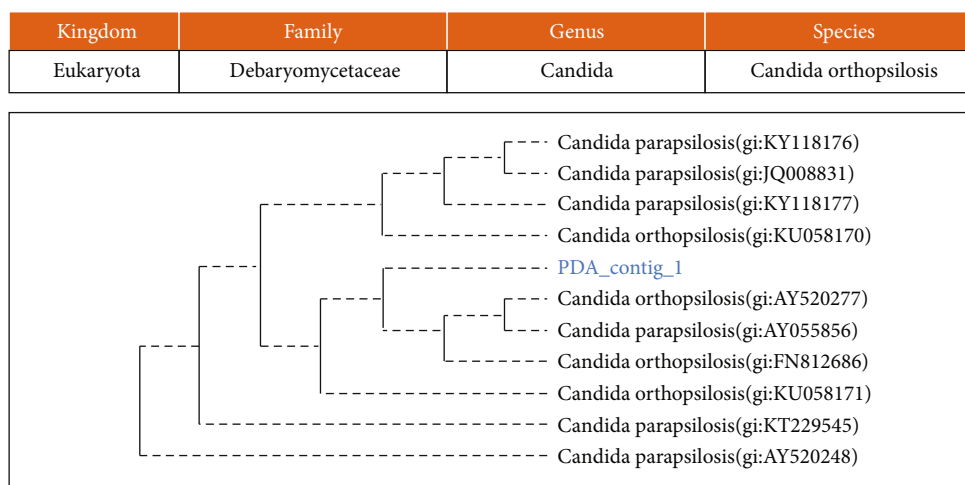 Kingdom Family Genus Species
Eukaryota Debaryomycetaceae Candida Candida orthopsilosis
Candida parapsilosis(gi:KY118176)
Candida parapsilosis(gi:JQ008831)
Candida parapsilosis(gi:KY118177)
Candida orthopsilosis(gi:KU058170)
PDA_contig_1
Candida orthopsilosis(gi:AY520277)
Candida parapsilosis(gi:AY055856)
Candida orthopsilosis(gi:FN812686)
Candida orthopsilosis(gi:KU058171)
Candida parapsilosis(gi:KT229545)
Candida parapsilosis(gi:AY520248)